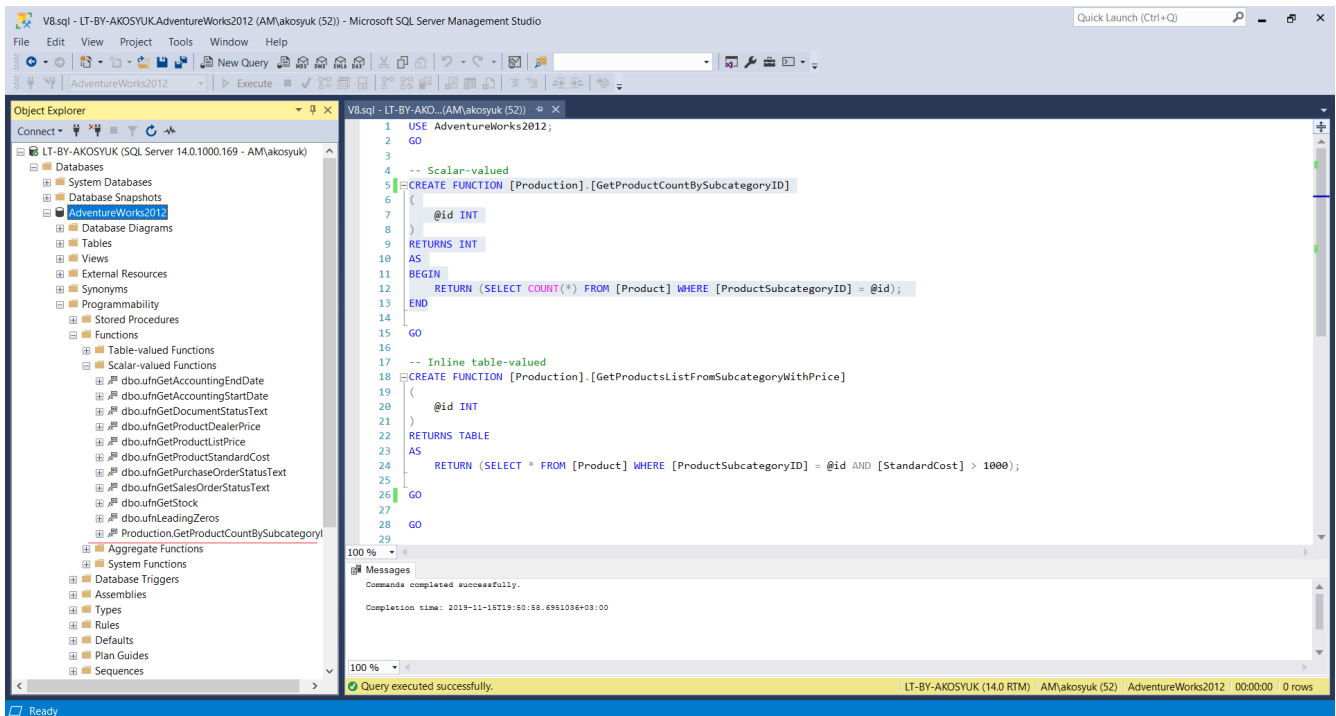 V8.sql - LT-BY-AKOSYUK.AdventureWorks2012 (AM\akosyuk (52)) - Microsoft SQL Server Management Studio
Quick Launch (Ctrl+Q)
File Edit View Project Tools Window Help
New Query MDX DMX XMLA DAX
AdventureWorks2012 Execute
Object Explorer
Connect
LT-BY-AKOSYUK (SQL Server 14.0.1000.169 - AM\akosyuk)
Databases
System Databases
Database Snapshots
AdventureWorks2012
Database Diagrams
Tables
Views
External Resources
Synonyms
Programmability
Stored Procedures
Functions
Table-valued Functions
Scalar-valued Functions
dbo.ufnGetAccountingEndDate
dbo.ufnGetAccountingStartDate
dbo.ufnGetDocumentStatusText
dbo.ufnGetProductDealerPrice
dbo.ufnGetProductListPrice
dbo.ufnGetProductStandardCost
dbo.ufnGetPurchaseOrderStatusText
dbo.ufnGetSalesOrderStatusText
dbo.ufnGetStock
dbo.ufnLeadingZeros
Production.GetProductCountBySubcategoryI
Aggregate Functions
System Functions
Database Triggers
Assemblies
Types
Rules
Defaults
Plan Guides
Sequences
V8.sql - LT-BY-AKO...(AM\akosyuk (52))
1 USE AdventureWorks2012;
2 GO
3
4 -- Scalar-valued
5 CREATE FUNCTION [Production].[GetProductCountBySubcategoryID]
6 (
7 @id INT
8 )
9 RETURNS INT
10 AS
11 BEGIN
12 RETURN (SELECT COUNT(*) FROM [Product] WHERE [ProductSubcategoryID] = @id);
13 END
14
15 GO
16
17 -- Inline table-valued
18 CREATE FUNCTION [Production].[GetProductsListFromSubcategoryWithPrice]
19 (
20 @id INT
21 )
22 RETURNS TABLE
23 AS
24 RETURN (SELECT * FROM [Product] WHERE [ProductSubcategoryID] = @id AND [StandardCost] > 1000);
25
26 GO
27
28 GO
29
100 %
Messages
Commands completed successfully.
Completion time: 2019-11-15T19:50:58.6951036+03:00
100 %
Query executed successfully. LT-BY-AKOSYUK (14.0 RTM) AM\akosyuk (52) AdventureWorks2012 00:00:00 0 rows
Ready